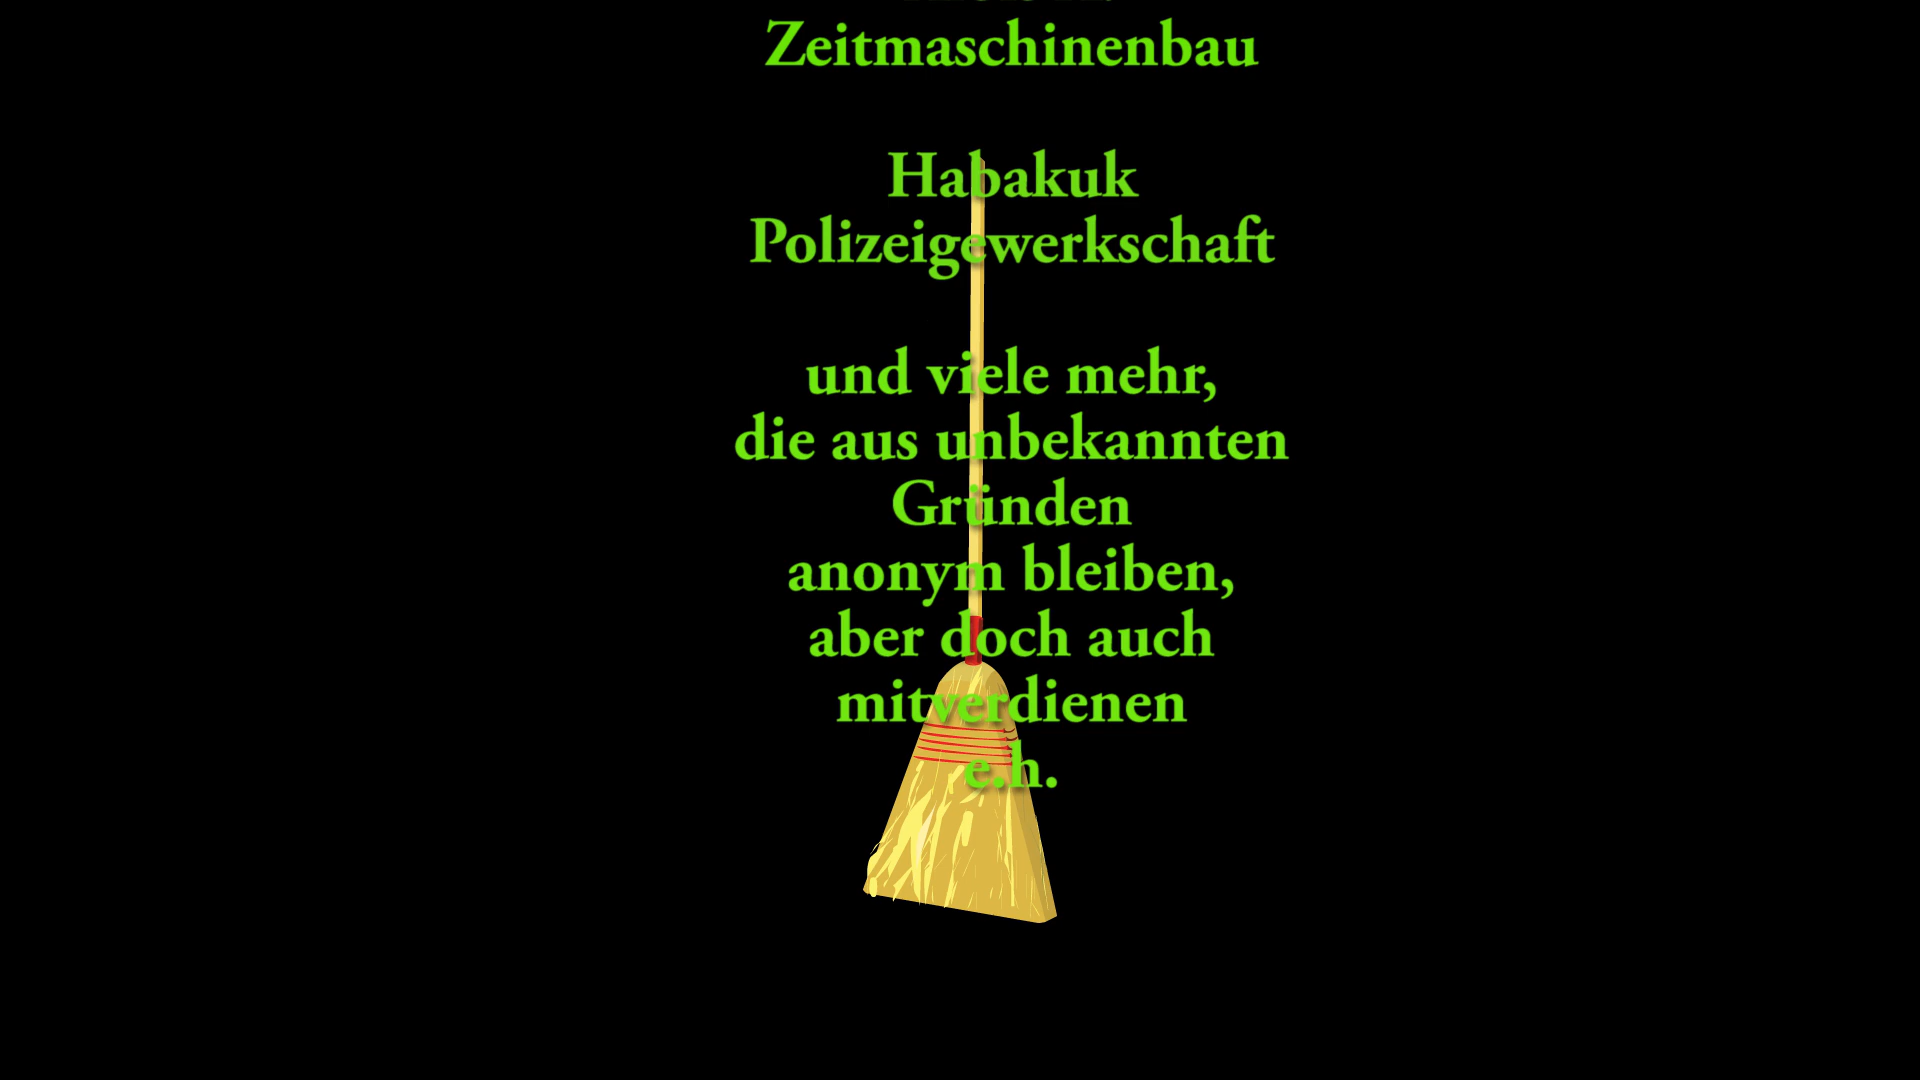 Zeitmaschinenbau
Habakuk
Polizeigewerkschaft
und viele mehr,
die aus unbekannten
Gründen
anonym bleiben,
aber doch auch
mitverdienen
e.h.